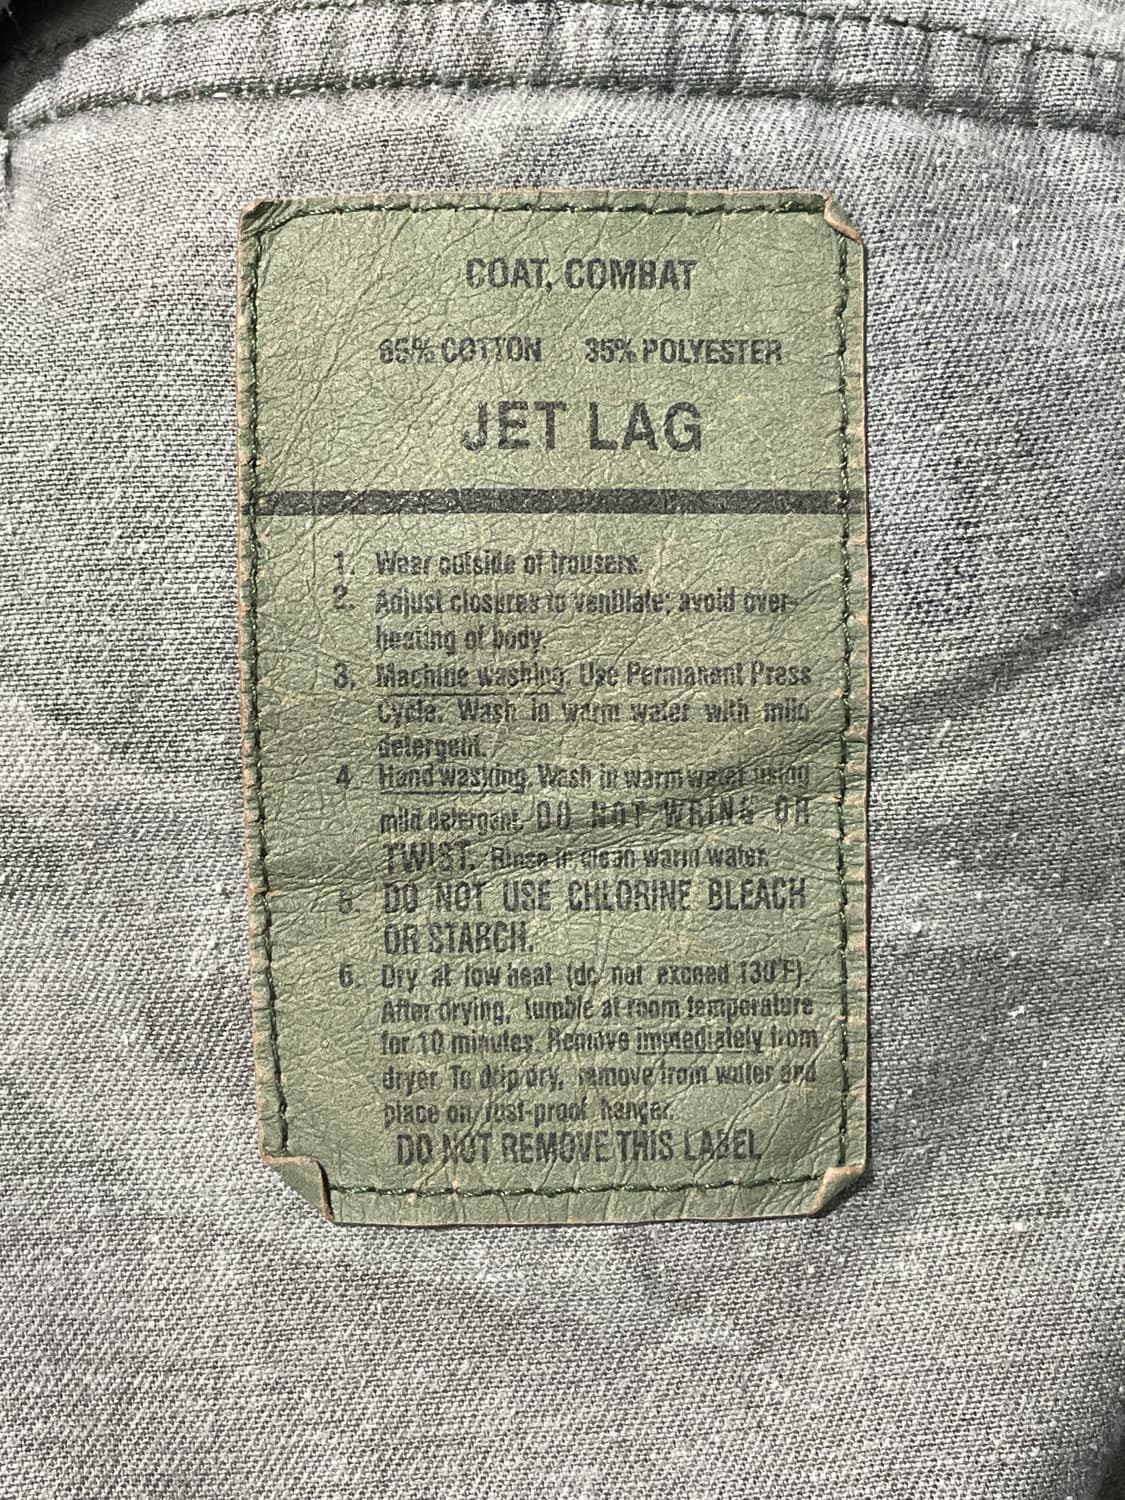 COAT, COMBAT
65% COTTON 35% POLYESTER
JET LAG
1. Wear outside of trousers.
2. Adjust closures to ventilate; avoid over-
heating of body.
3. Machine washing. Use Permanent Press
Cycle. Wash in warm water with mild
detergent.
4. Hand washing. Wash in warm water using
mild detergent. DO NOT WRING OR
TWIST. Rinse in clean warm water.
5. DO NOT USE CHLORINE BLEACH
OR STARCH.
6. Dry at low heat (do not exceed 130°F).
After drying, tumble at room temperature
for 10 minutes. Remove immediately from
dryer. To drip dry, remove from water and
place on rust-proof hanger.
DO NOT REMOVE THIS LABEL